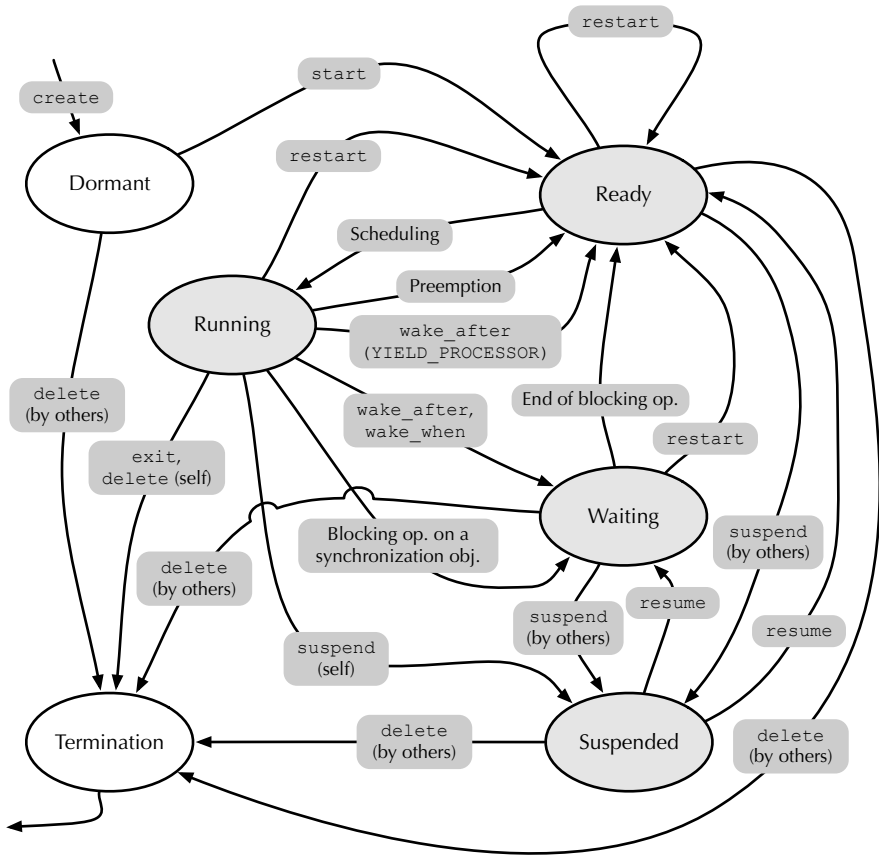 restart
start
create
restart
Dormant
Ready
Scheduling
Preemption
Running
wake_after
(YIELD_PROCESSOR)
delete
(by others)
wake_after,
wake_when
End of blocking op.
restart
exit,
delete (self)
Waiting
Blocking op. on a
synchronization obj.
suspend
(by others)
delete
(by others)
suspend
(by others)
resume
resume
suspend
(self)
Termination
delete
(by others)
Suspended
delete
(by others)